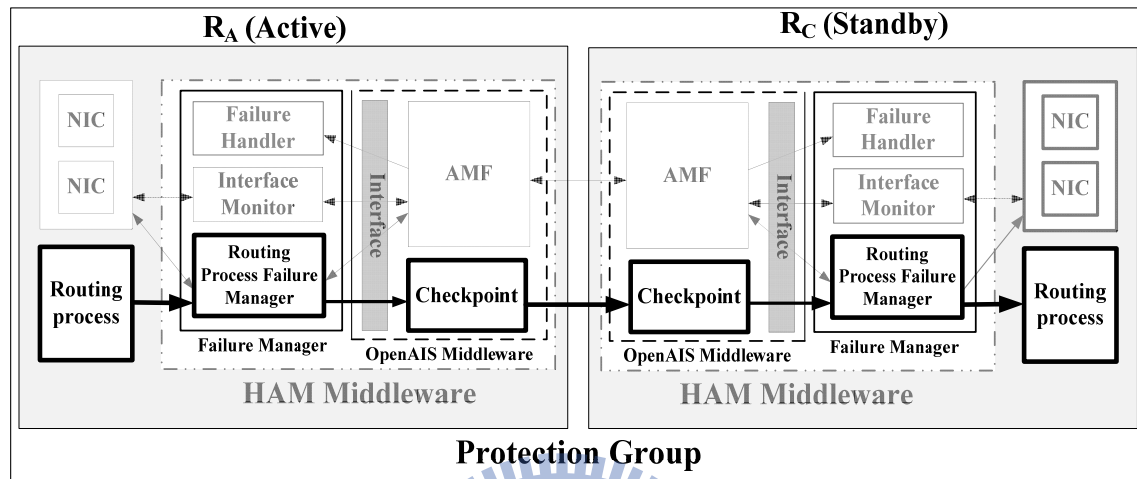 R_A (Active)
NIC
NIC
Failure
Handler
Interface
Monitor
Routing
Process Failure
Manager
Failure Manager
Routing
process
Interface
AMF
Checkpoint
OpenAIS Middleware
HAM Middleware
R_C (Standby)
AMF
Checkpoint
OpenAIS Middleware
Interface
Failure
Handler
Interface
Monitor
Routing
Process Failure
Manager
Failure Manager
NIC
NIC
Routing
process
HAM Middleware
Protection Group